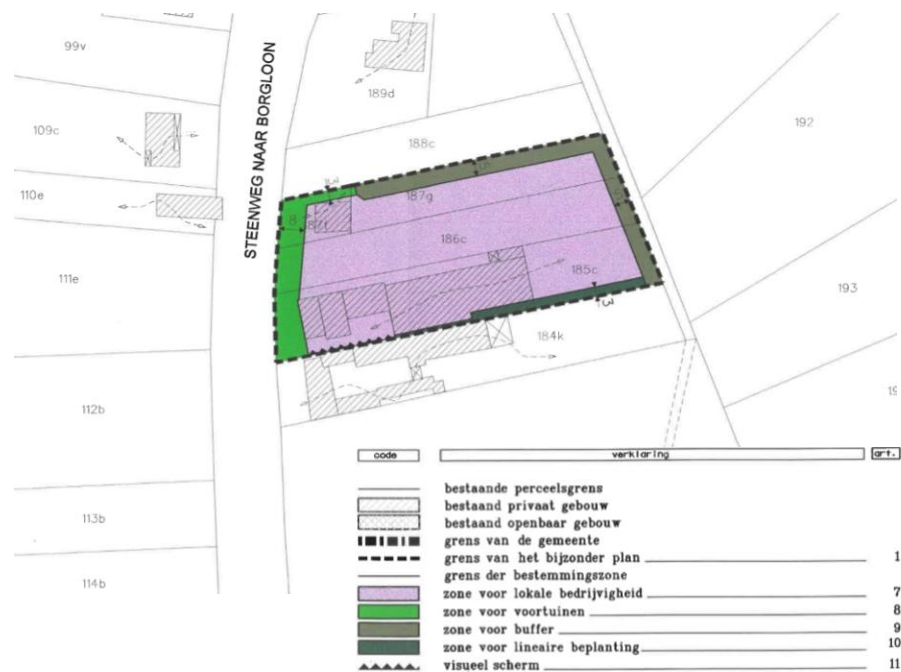 99v
189d
109c
192
188c
110e
STEENWEG NAAR BORGLOON
187g
5
3
8
186c
111e
185c
3
193
184k
112b
code verklaring art.
bestaande perceelsgrens
bestaand privaat gebouw
113b
bestaand openbaar gebouw
grens van de gemeente
grens van het bijzonder plan 1
grens der bestemmingszone
114b
zone voor lokale bedrijvigheid 7
zone voor voortuinen 8
zone voor buffer 9
zone voor lineaire beplanting 10
visueel scherm 11